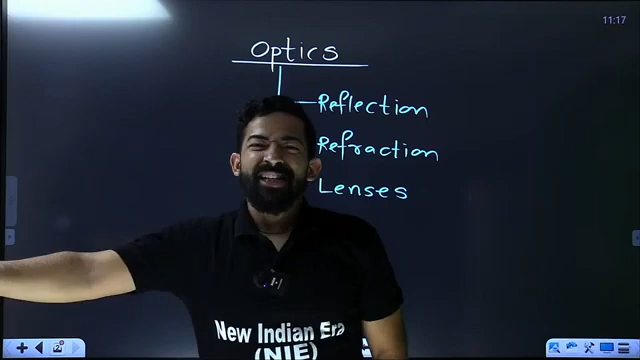 11:17
Optics
Reflection
Refraction
Lenses
New Indian Era
(NIE)